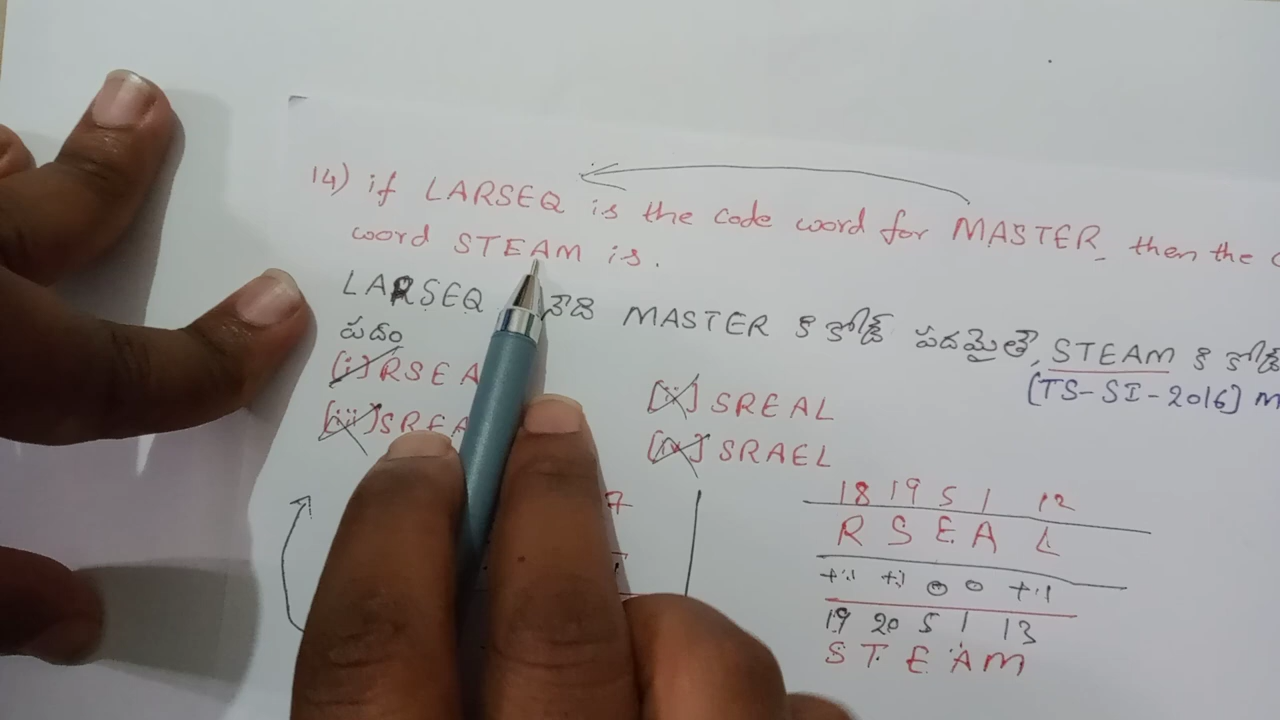 14) if LARSEQ is the code word for MASTER, then the
word STEAM is.
LARSEQ MASTER కి కోడ్ పదమైతే, STEAM కి కోడ్
పదం
(TS-SI-2016)
(i) RSEA
(ii) SREAL
(iii) SREA
(iv) SRAEL
18 19 5 1 12
R S E A L
+1 +1 0 0 +1
19 20 5 1 13
S T E A M